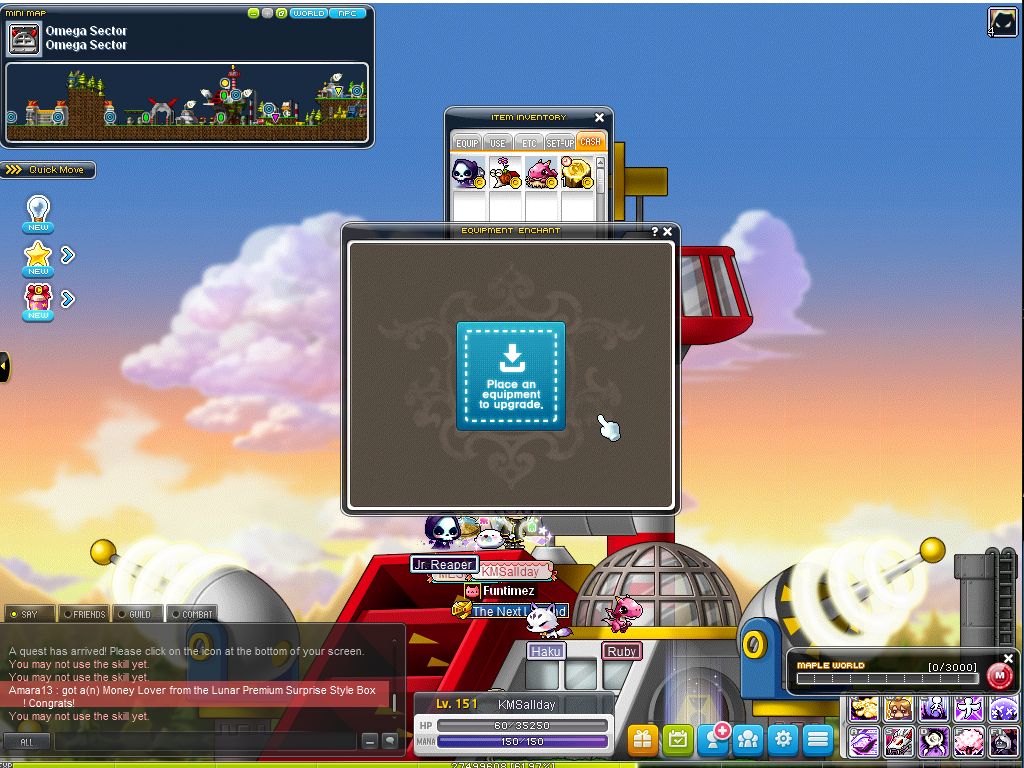 MINI MAP
WORLD
NPC
Omega Sector
Omega Sector
Quick Move
NEW
NEW
NEW
ITEM INVENTORY
EQUIP
USE
ETC
SET-UP
CASH
EQUIPMENT ENCHANT
?
Place an
equipment
to upgrade.
Jr. Reaper
KMSallday
Funtimez
The Next
Haku
Ruby
SAY
FRIENDS
GUILD
COMBAT
A quest has arrived! Please click on the icon at the bottom of your screen.
You may not use the skill yet.
You may not use the skill yet.
Amara13 : got a(n) Money Lover from the Lunar Premium Surprise Style Box
! Congrats!
You may not use the skill yet.
ALL
Lv. 151
KMSallday
HP
60/35250
MANA
150/150
MAPLE WORLD
[0/3000]
M
EXP
27499608 [61.97%]